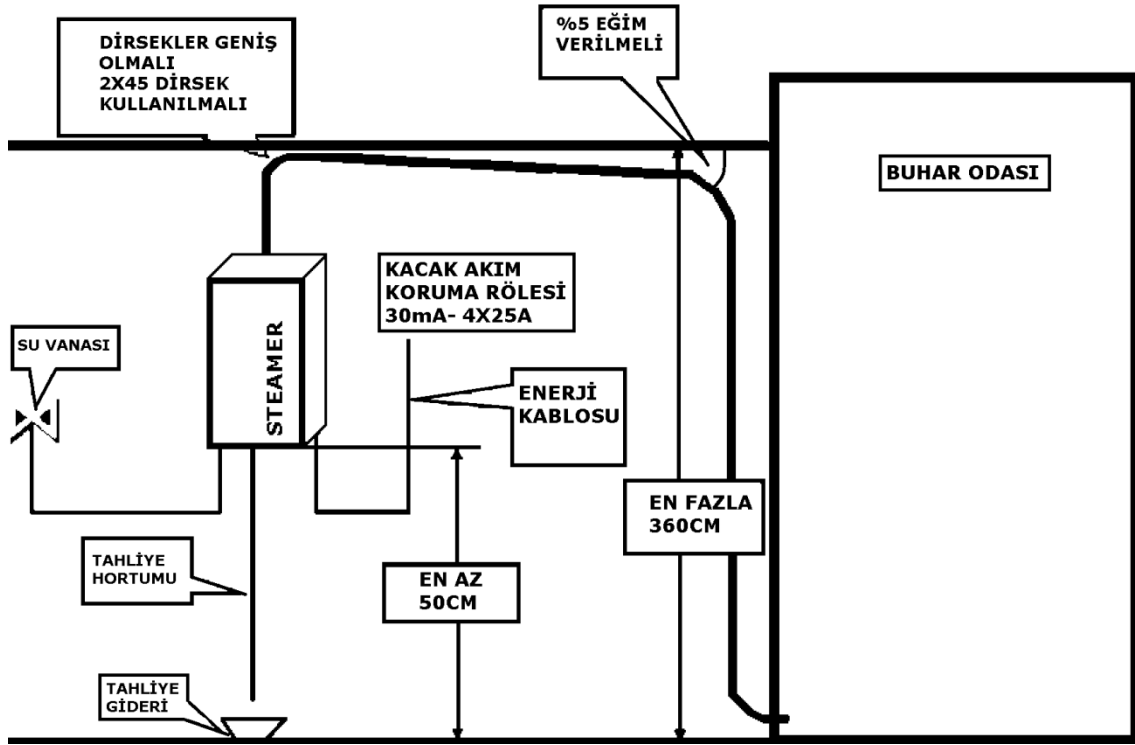 DİRSEKLER GENİŞ
OLMALI
2X45 DİRSEK
KULLANILMALI
%5 EĞİM
VERİLMELİ
BUHAR ODASI
KACAK AKIM
KORUMA RÖLESİ
30mA- 4X25A
SU VANASI
STEAMER
ENERJİ
KABLOSU
EN FAZLA
360CM
TAHLİYE
HORTUMU
EN AZ
50CM
TAHLİYE
GİDERİ